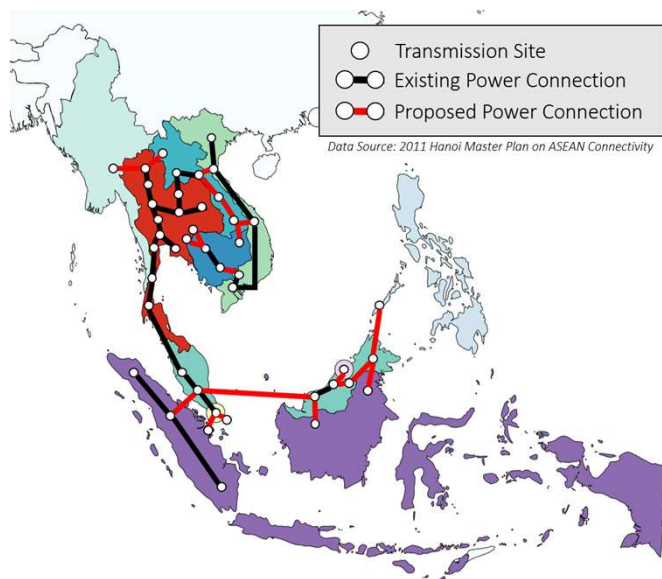 Transmission Site
Existing Power Connection
Proposed Power Connection
Data Source: 2011 Hanoi Master Plan on ASEAN Connectivity